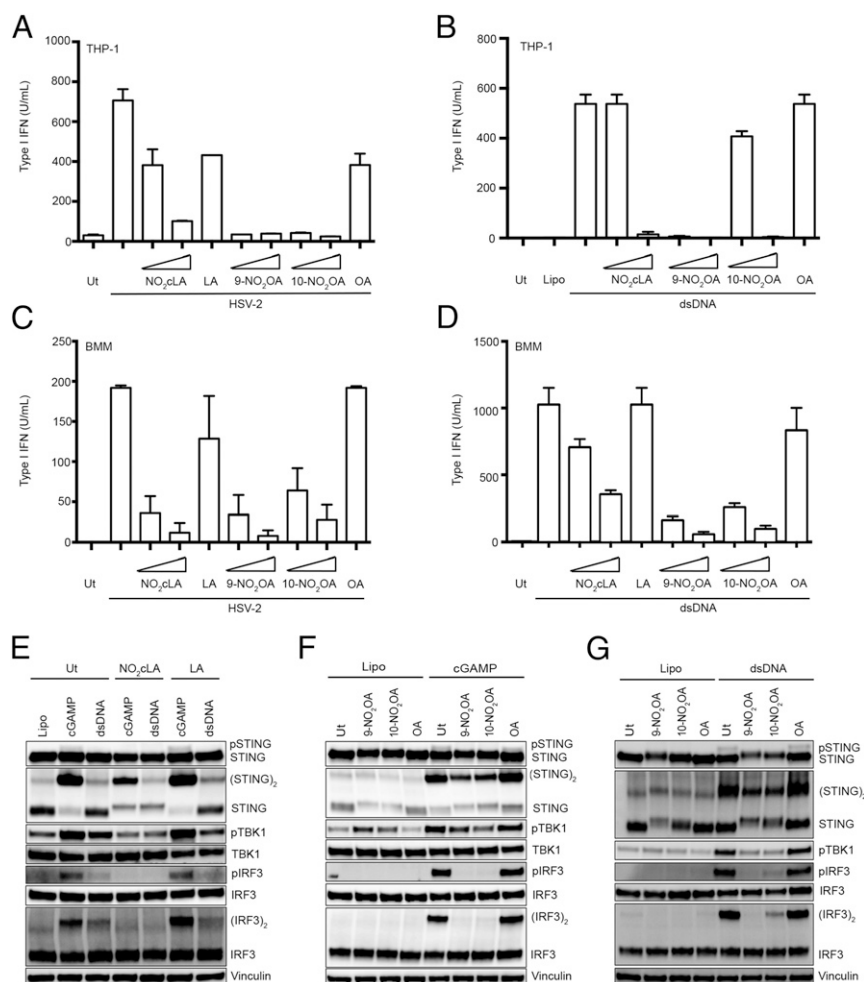 A
THP-1
Type I IFN (U/mL)
1000
800
600
400
200
0
Ut
NO₂cLA
LA
9-NO₂OA
10-NO₂OA
OA
HSV-2
B
THP-1
Type I IFN (U/mL)
800
600
400
200
0
Ut
Lipo
NO₂cLA
9-NO₂OA
10-NO₂OA
OA
dsDNA
C
BMM
Type I IFN (U/mL)
250
200
150
100
50
0
Ut
NO₂cLA
LA
9-NO₂OA
10-NO₂OA
OA
HSV-2
D
BMM
Type I IFN (U/mL)
1500
1000
500
0
Ut
NO₂cLA
LA
9-NO₂OA
10-NO₂OA
OA
dsDNA
E
Ut
NO₂cLA
LA
Lipo
cGAMP
dsDNA
cGAMP
dsDNA
cGAMP
dsDNA
pSTING
STING
(STING)₂
STING
pTBK1
TBK1
pIRF3
IRF3
(IRF3)₂
IRF3
Vinculin
F
Lipo
cGAMP
Ut
9-NO₂OA
10-NO₂OA
OA
Ut
9-NO₂OA
10-NO₂OA
OA
pSTING
STING
(STING)₂
STING
pTBK1
TBK1
pIRF3
IRF3
(IRF3)₂
IRF3
Vinculin
G
Lipo
dsDNA
Ut
9-NO₂OA
10-NO₂OA
OA
Ut
9-NO₂OA
10-NO₂OA
OA
pSTING
STING
(STING)₂
STING
pTBK1
pIRF3
IRF3
(IRF3)₂
IRF3
Vinculin